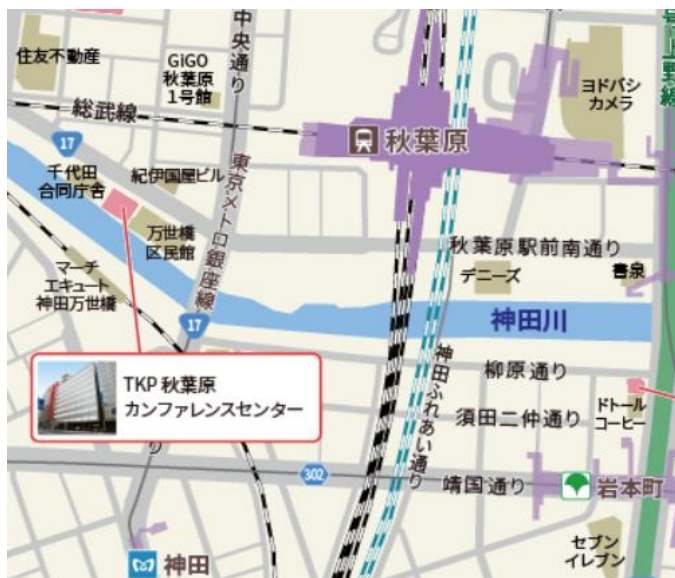 中央通り
号上野線
住友不動産
GiGO
秋葉原
1号館
ヨドバシ
カメラ
総武線
秋葉原
17
千代田
合同庁舎
紀伊国屋ビル
東京メトロ銀座線
万世橋
区民館
秋葉原駅前南通り
マーチ
エキュート
神田万世橋
デニーズ
書泉
17
神田川
TKP 秋葉原
カンファレンスセンター
神田ふれあい通り
柳原通り
須田二仲通り
ドトール
コーヒー
り
302
靖国通り
岩本町
セブン
イレブン
神田